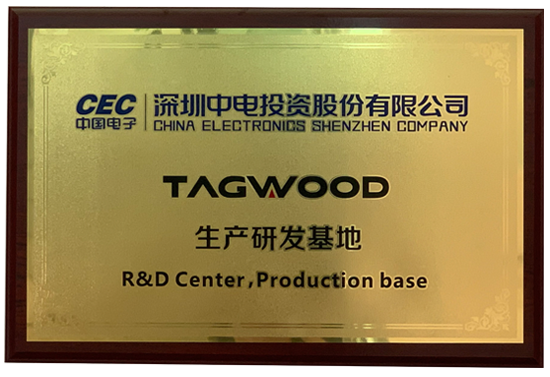 CEC 深圳中电投资股份有限公司
中国电子 CHINA ELECTRONICS SHENZHEN COMPANY
TAGWOOD
生产研发基地
R&D Center,Production base